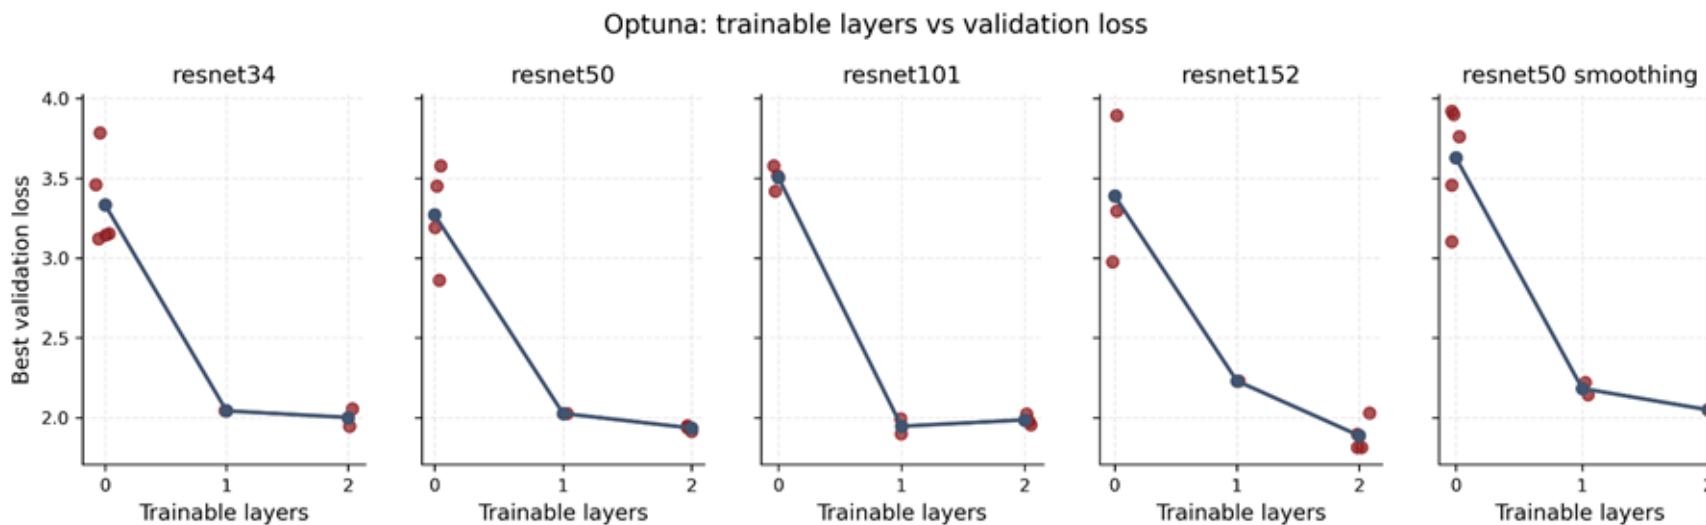 Optuna: trainable layers vs validation loss
resnet34
resnet50
resnet101
resnet152
resnet50 smoothing
Best validation loss
4.0
3.5
3.0
2.5
2.0
0 1 2
0 1 2
0 1 2
0 1 2
0 1
Trainable layers
Trainable layers
Trainable layers
Trainable layers
Trainable layers